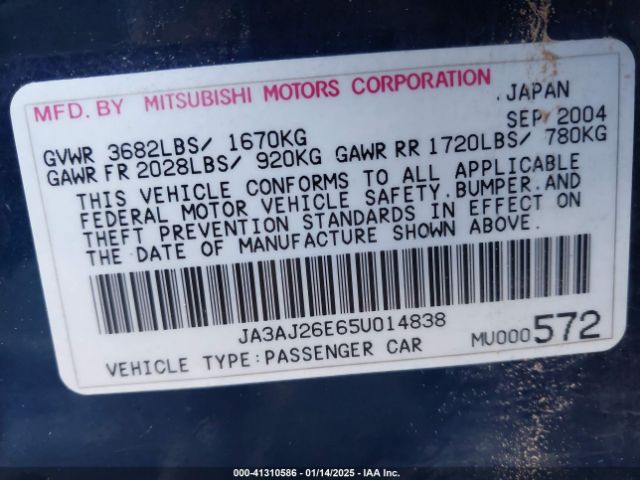 MFD. BY MITSUBISHI MOTORS CORPORATION
JAPAN
SEP 2004
GVWR 3682LBS/ 1670KG
GAWR FR 2028LBS/ 920KG GAWR RR 1720LBS/ 780KG
THIS VEHICLE CONFORMS TO ALL APPLICABLE
FEDERAL MOTOR VEHICLE SAFETY, BUMPER, AND
THEFT PREVENTION STANDARDS IN EFFECT ON
THE DATE OF MANUFACTURE SHOWN ABOVE.
JA3AJ26E65U014838
VEHICLE TYPE:PASSENGER CAR
MU000572
000-41310586 - 01/14/2025 - IAA Holdings, LLC.